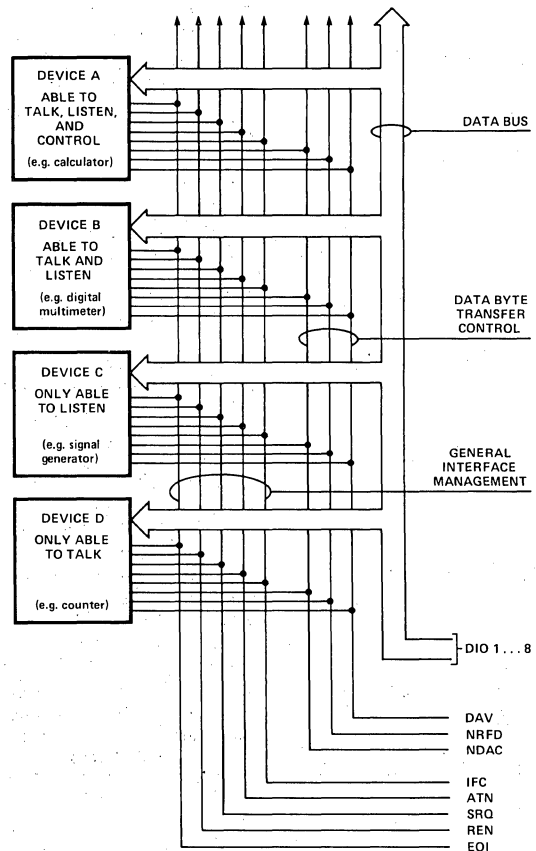 DEVICE A
ABLE TO
TALK, LISTEN,
AND
CONTROL
(e.g. calculator)
DATA BUS
DEVICE B
ABLE TO
TALK AND
LISTEN
(e.g. digital
multimeter)
DATA BYTE
TRANSFER
CONTROL
DEVICE C
ONLY ABLE
TO LISTEN
(e.g. signal
generator)
GENERAL
INTERFACE
MANAGEMENT
DEVICE D
ONLY ABLE
TO TALK
(e.g. counter)
DIO 1 . . . 8
DAV
NRFD
NDAC
IFC
ATN
SRQ
REN
EOI